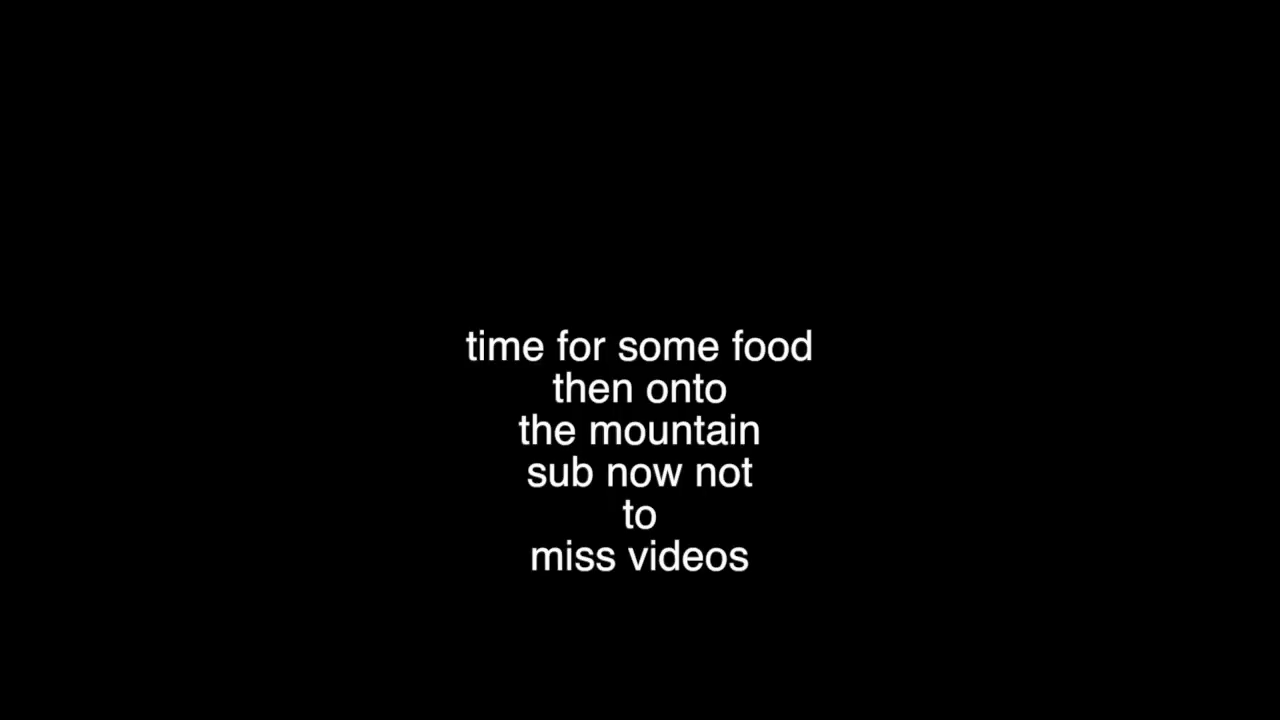 time for some food
then onto
the mountain
sub now not
to
miss videos